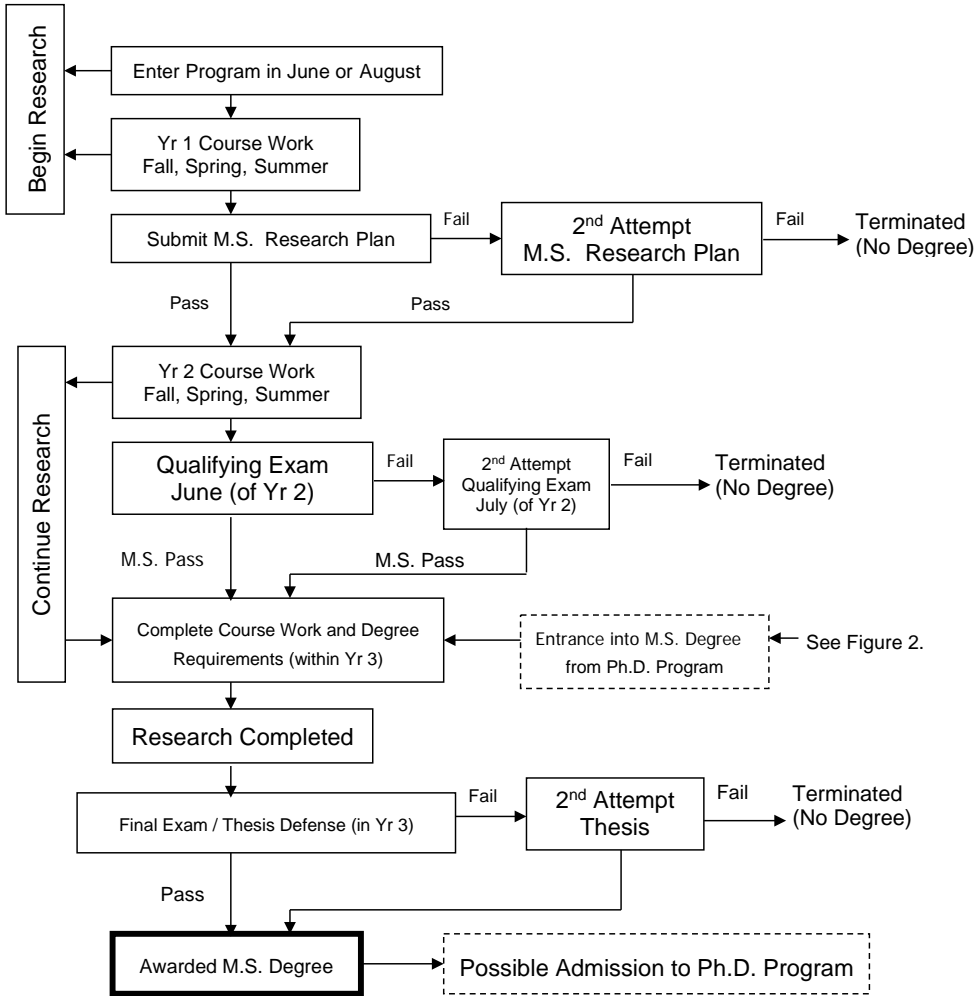 Begin Research
Enter Program in June or August
Yr 1 Course Work
Fall, Spring, Summer
Submit M.S. Research Plan
Fail
2nd Attempt
M.S. Research Plan
Fail
Terminated
(No Degree)
Pass
Pass
Continue Research
Yr 2 Course Work
Fall, Spring, Summer
Qualifying Exam
June (of Yr 2)
Fail
2nd Attempt
Qualifying Exam
July (of Yr 2)
Fail
Terminated
(No Degree)
M.S. Pass
M.S. Pass
Complete Course Work and Degree
Requirements (within Yr 3)
Entrance into M.S. Degree
from Ph.D. Program
See Figure 2.
Research Completed
Final Exam / Thesis Defense (in Yr 3)
Fail
2nd Attempt
Thesis
Fail
Terminated
(No Degree)
Pass
Awarded M.S. Degree
Possible Admission to Ph.D. Program